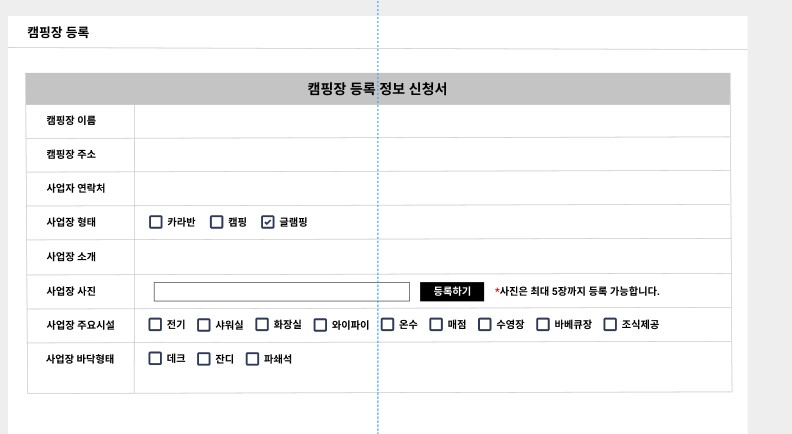 캠핑장 등록
캠핑장 등록 정보 신청서
캠핑장 이름
캠핑장 주소
사업자 연락처
사업장 형태 카라반 캠핑 글램핑
사업장 소개
사업장 사진 등록하기 *사진은 최대 5장까지 등록 가능합니다.
사업장 주요시설 전기 샤워실 화장실 와이파이 온수 매점 수영장 바베큐장 조식제공
사업장 바닥형태 데크 잔디 파쇄석